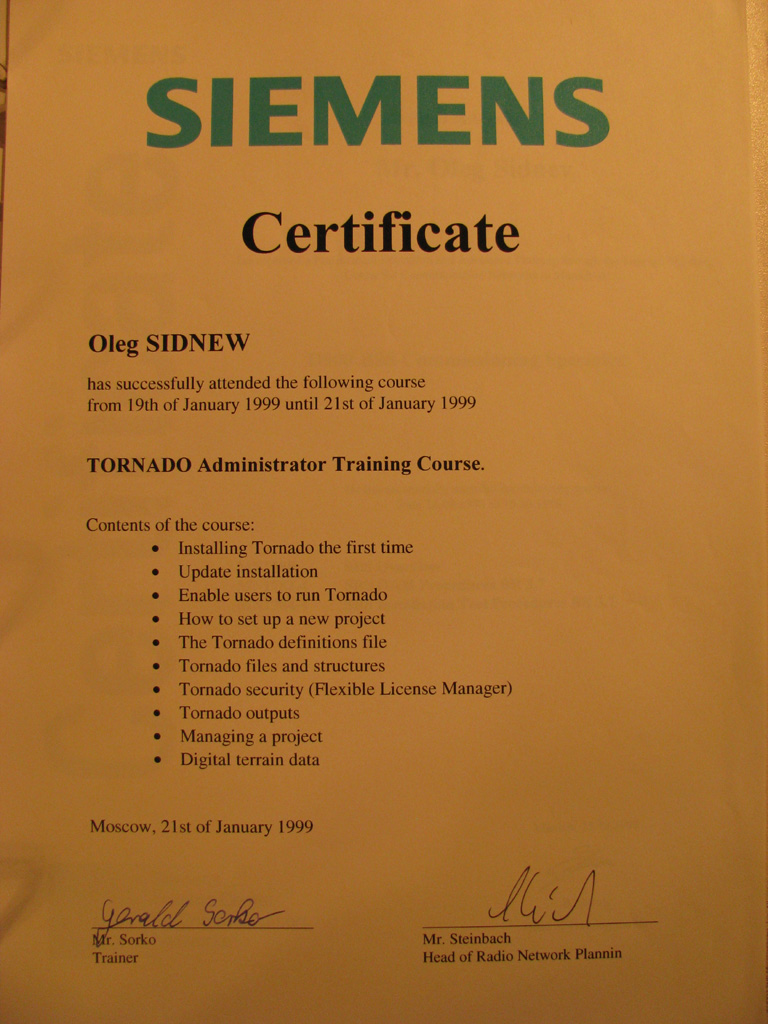 SIEMENS
Certificate
Oleg SIDNEW
has successfully attended the following course
from 19th of January 1999 until 21st of January 1999
TORNADO Administrator Training Course.
Contents of the course:
• Installing Tornado the first time
• Update installation
• Enable users to run Tornado
• How to set up a new project
• The Tornado definitions file
• Tornado files and structures
• Tornado security (Flexible License Manager)
• Tornado outputs
• Managing a project
• Digital terrain data
Moscow, 21st of January 1999
Gerald Sorko
Mr. Sorko
Trainer
Mr. Steinbach
Head of Radio Network Plannin